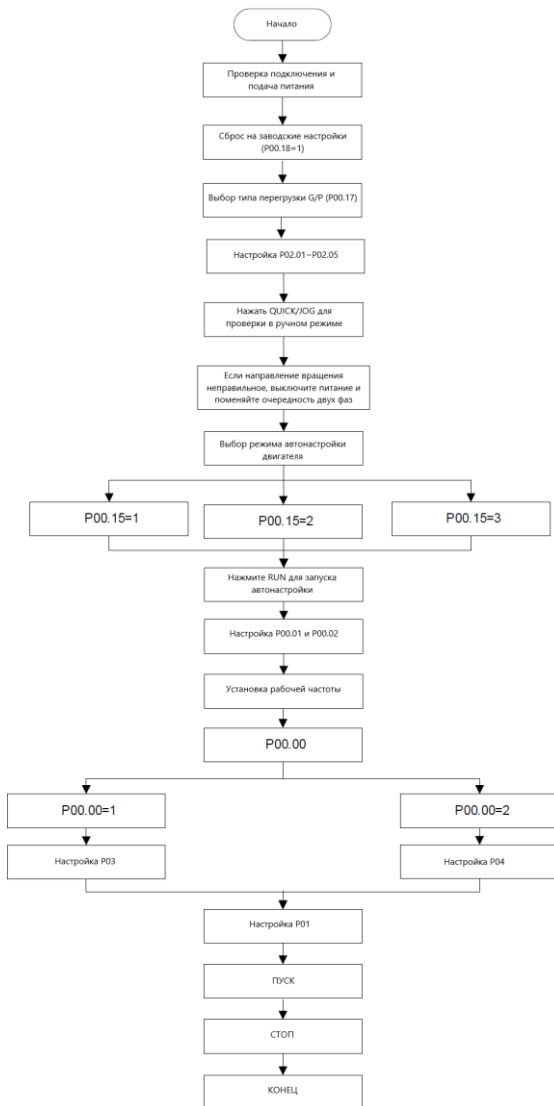 Начало
Проверка подключения и
подача питания
Сброс на заводские настройки
(P00.18=1)
Выбор типа перегрузки G/P (P00.17)
Настройка P02.01~P02.05
Нажать QUICK/JOG для
проверки в ручном режиме
Если направление вращения
неправильное, выключите питание и
поменяйте очередность двух фаз
Выбор режима автонастройки
двигателя
P00.15=1
P00.15=2
P00.15=3
Нажмите RUN для запуска
автонастройки
Настройка P00.01 и P00.02
Установка рабочей частоты
P00.00
P00.00=1
P00.00=2
Настройка P03
Настройка P04
Настройка P01
ПУСК
СТОП
КОНЕЦ